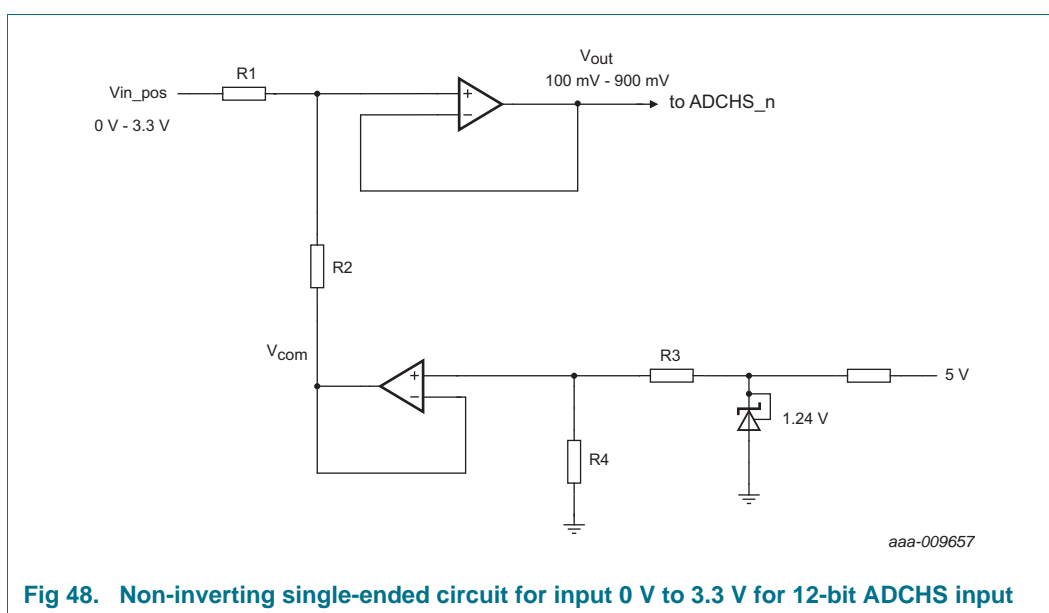 Vout
100 mV - 900 mV
R1
Vin_pos
+
−
to ADCHS_n
0 V - 3.3 V
R2
Vcom
R3
+
−
5 V
1.24 V
R4
aaa-009657
Fig 48. Non-inverting single-ended circuit for input 0 V to 3.3 V for 12-bit ADCHS input